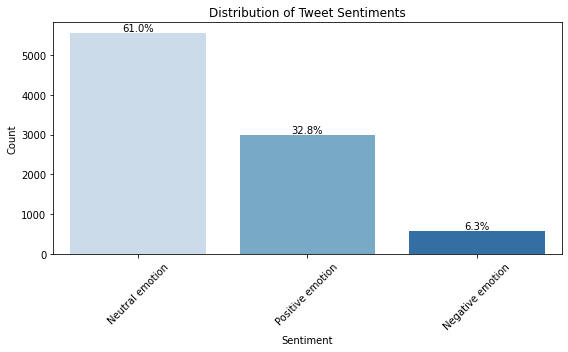 Distribution of Tweet Sentiments
61.0%
32.8%
6.3%
5000
4000
3000
2000
1000
0
Count
Neutral emotion
Positive emotion
Negative emotion
Sentiment